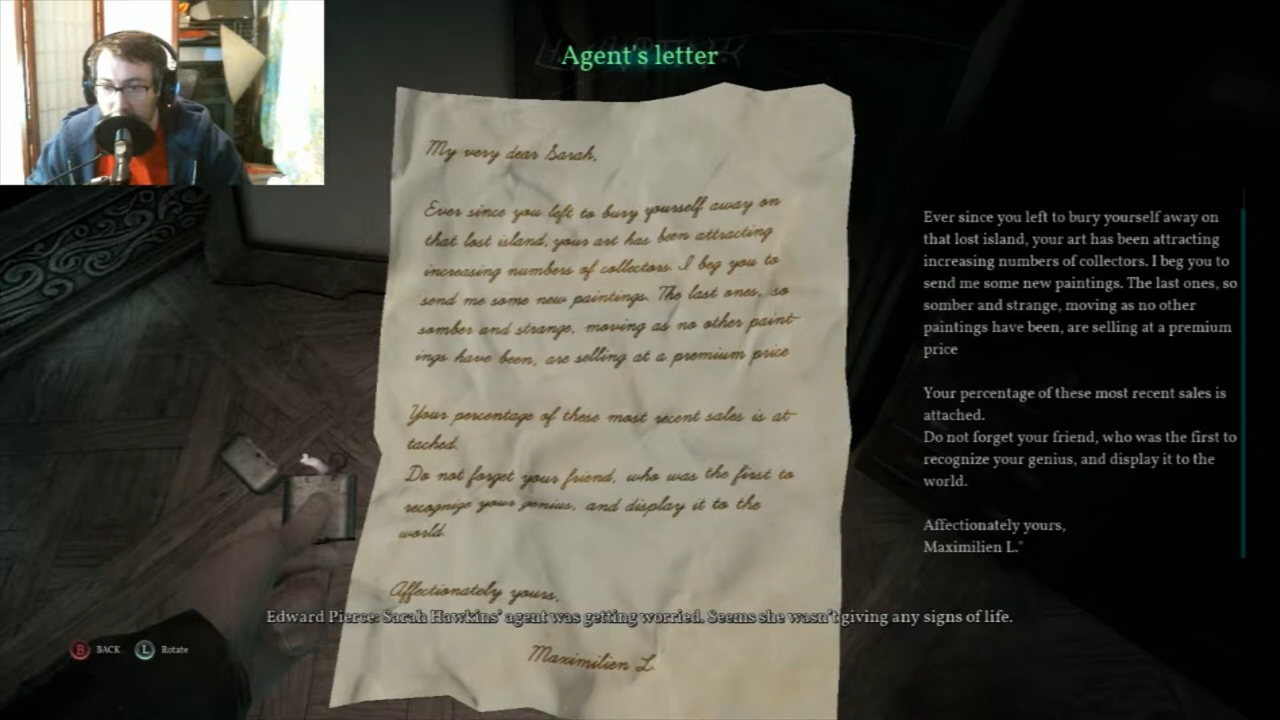 Agent's letter
My very dear Sarah,
Ever since you left to bury yourself away on
that lost island, your art has been attracting
increasing numbers of collectors. I beg you to
send me some new paintings. The last ones, so
somber and strange, moving as no other paint-
ings have been, are selling at a premium price
Your percentage of these most recent sales is at-
tached.
Do not forget your friend, who was the first to
recognize your genius, and display it to the
world.
Affectionately yours,
Maximilien L.
Ever since you left to bury yourself away on
that lost island, your art has been attracting
increasing numbers of collectors. I beg you to
send me some new paintings. The last ones, so
somber and strange, moving as no other
paintings have been, are selling at a premium
price
Your percentage of these most recent sales is
attached.
Do not forget your friend, who was the first to
recognize your genius, and display it to the
world.
Affectionately yours,
Maximilien L."
Edward Pierce: Sarah Hawkins' agent was getting worried. Seems she wasn't giving any signs of life.
B BACK L Rotate